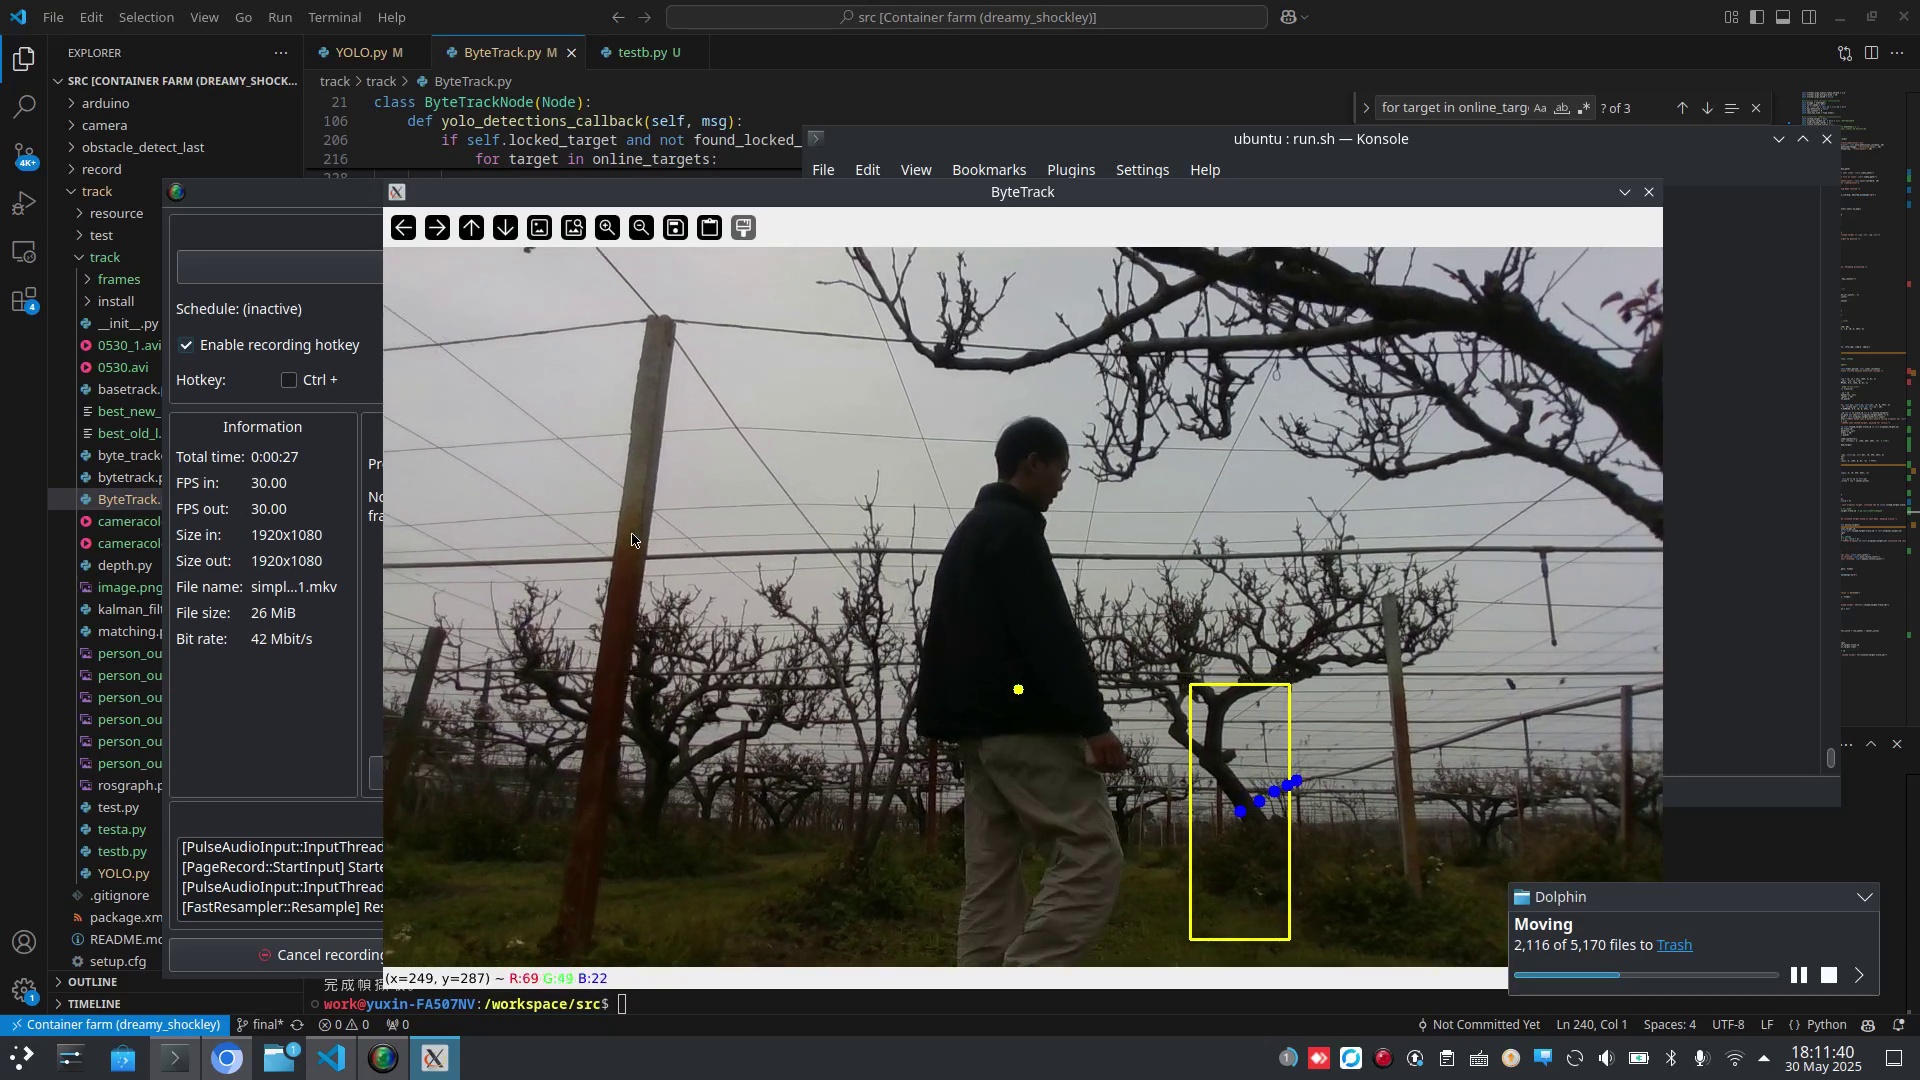 File Edit Selection View Go Run Terminal Help
src [Container farm (dreamy_shockley)]
EXPLORER
YOLO.py M
ByteTrack.py M
testb.py U
SRC [CONTAINER FARM (DREAMY_SHOCK...
track > track > ByteTrack.py
arduino
camera
obstacle_detect_last
record
track
resource
test
track
frames
install
__init__.py
0530_1.avi
0530.avi
basetrack.
best_new_
best_old_l.
byte_track
bytetrack.p
ByteTrack.
cameracol
cameracol
depth.py
image.png
kalman_filt
matching.p
person_ou
person_ou
person_ou
person_ou
person_ou
person_ou
rosgraph.p
test.py
testa.py
testb.py
YOLO.py
.gitignore
package.xm
README.md
setup.cfg
OUTLINE
TIMELINE
4K+
4
1
21 class ByteTrackNode(Node):
106 def yolo_detections_callback(self, msg):
206 if self.locked_target and not found_locked_
216 for target in online_targets:
for target in online_targ Aa ab ? of 3
ubuntu : run.sh — Konsole
File Edit View Bookmarks Plugins Settings Help
Schedule: (inactive)
Enable recording hotkey
Hotkey: Ctrl +
Information
Total time: 0:00:27
FPS in: 30.00
FPS out: 30.00
Size in: 1920x1080
Size out: 1920x1080
File name: simpl...1.mkv
File size: 26 MiB
Bit rate: 42 Mbit/s
Pr
No
fra
[PulseAudioInput::InputThread
[PageRecord::StartInput] Starte
[PulseAudioInput::InputThread
[FastResampler::Resample] Res
Cancel recording
ByteTrack
(x=249, y=287) ~ R:69 G:49 B:22
work@yuxin-FA507NV:/workspace/src$
Dolphin
Moving
2,116 of 5,170 files to Trash
Container farm (dreamy_shockley) final* 0 0 0
Not Committed Yet Ln 240, Col 1 Spaces: 4 UTF-8 LF {} Python
1
1
18:11:40
30 May 2025